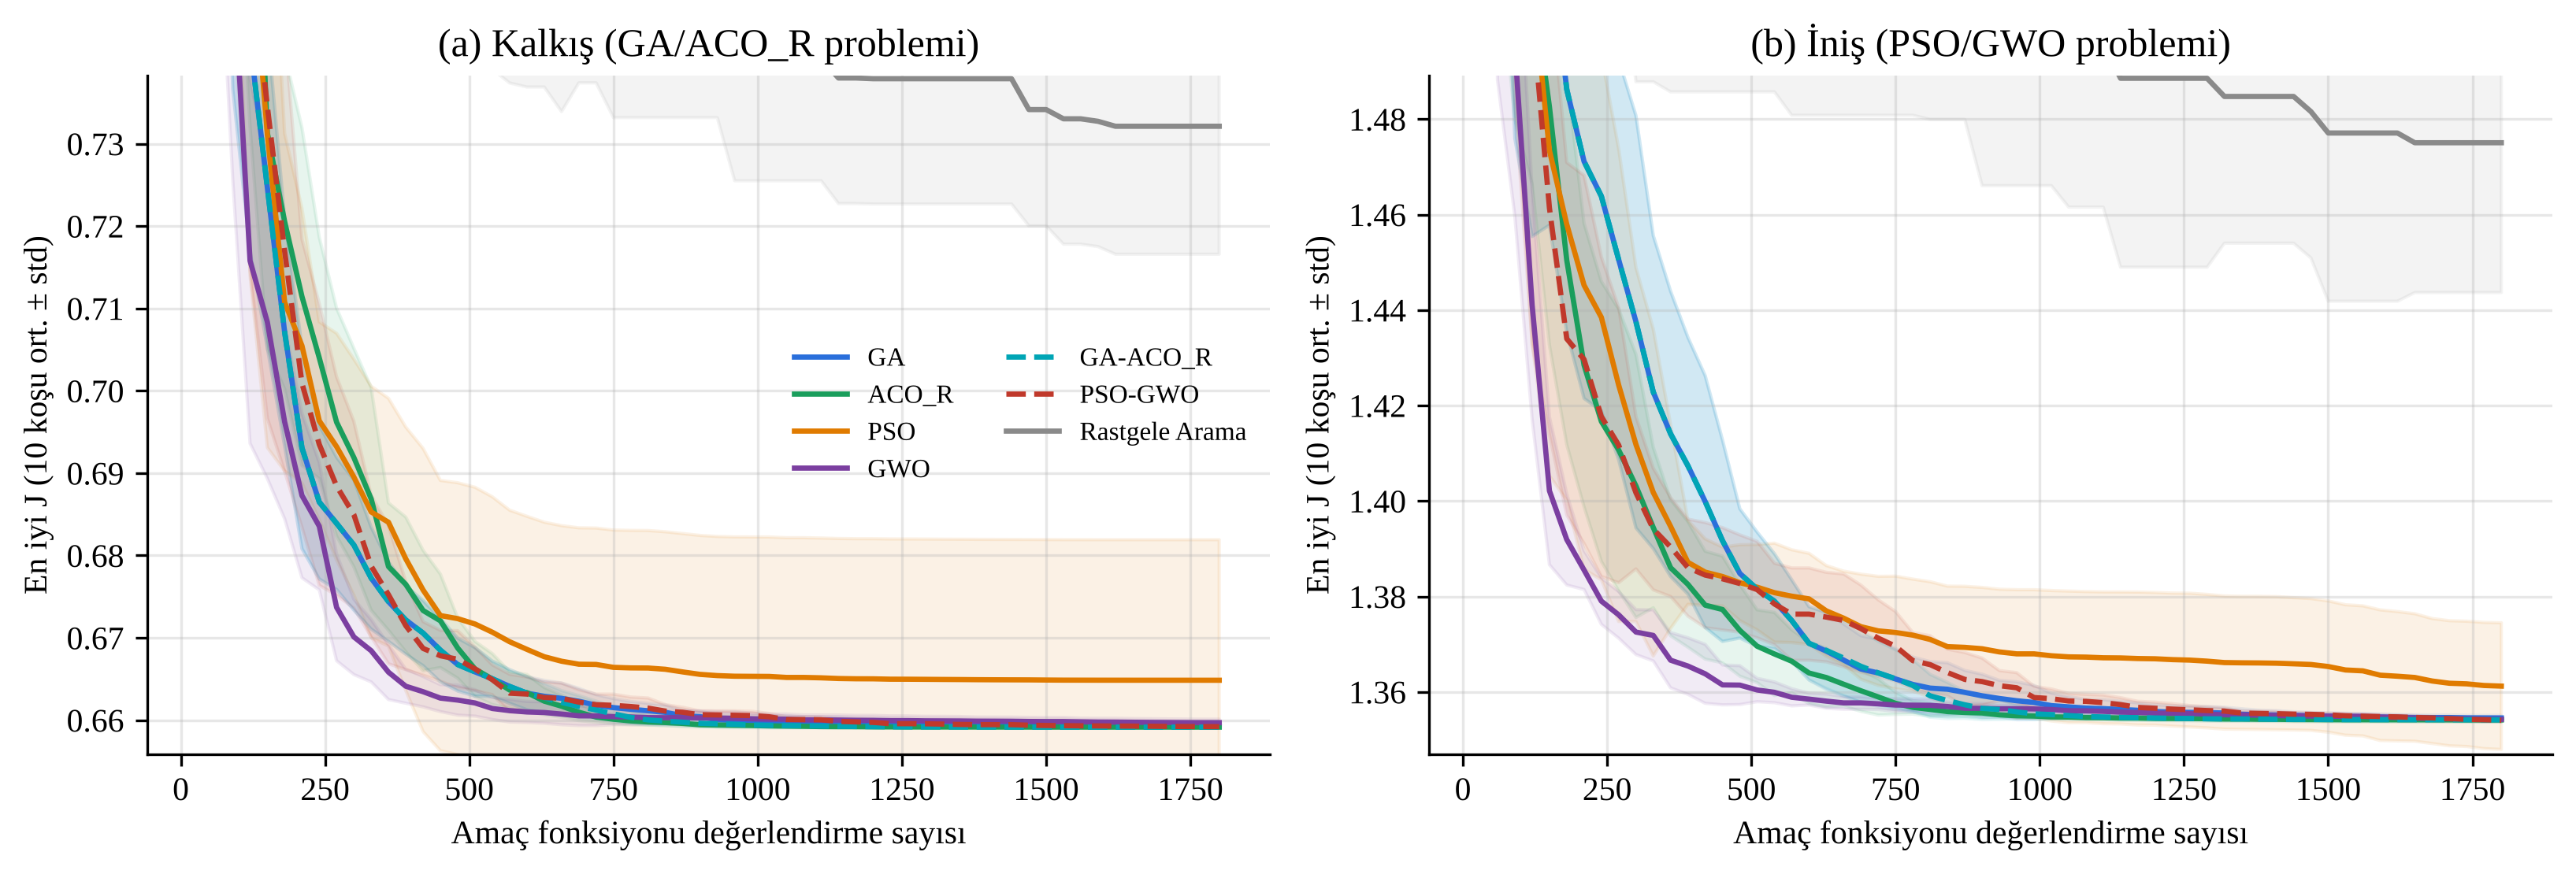 (a) Kalkış (GA/ACO_R problemi)
En iyi J (10 koşu ort. ± std)
0.73
0.72
0.71
0.70
0.69
0.68
0.67
0.66
GA
ACO_R
PSO
GWO
GA-ACO_R
PSO-GWO
Rastgele Arama
0 250 500 750 1000 1250 1500 1750
Amaç fonksiyonu değerlendirme sayısı
(b) İniş (PSO/GWO problemi)
En iyi J (10 koşu ort. ± std)
1.48
1.46
1.44
1.42
1.40
1.38
1.36
0 250 500 750 1000 1250 1500 1750
Amaç fonksiyonu değerlendirme sayısı